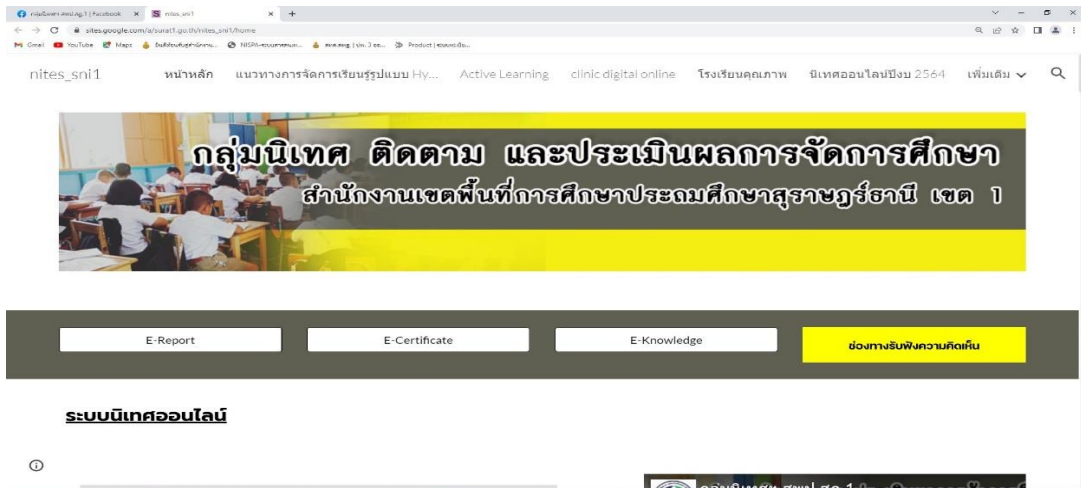 nites_sni1
sites.google.com/a/surat1.go.th/nites_sni1/home
Gmail YouTube Maps
nites_sni1 หน้าหลัก แนวทางการจัดการเรียนรู้รูปแบบ Hy... Active Learning clinic digital online โรงเรียนคุณภาพ นิเทศออนไลน์ปีงบ 2564 เพิ่มเติม
กลุ่มนิเทศ ติดตาม และประเมินผลการจัดการศึกษา
สำนักงานเขตพื้นที่การศึกษาประถมศึกษาสุราษฎร์ธานี เขต 1
E-Report E-Certificate E-Knowledge ช่องทางรับฟังความคิดเห็น
ระบบนิเทศออนไลน์